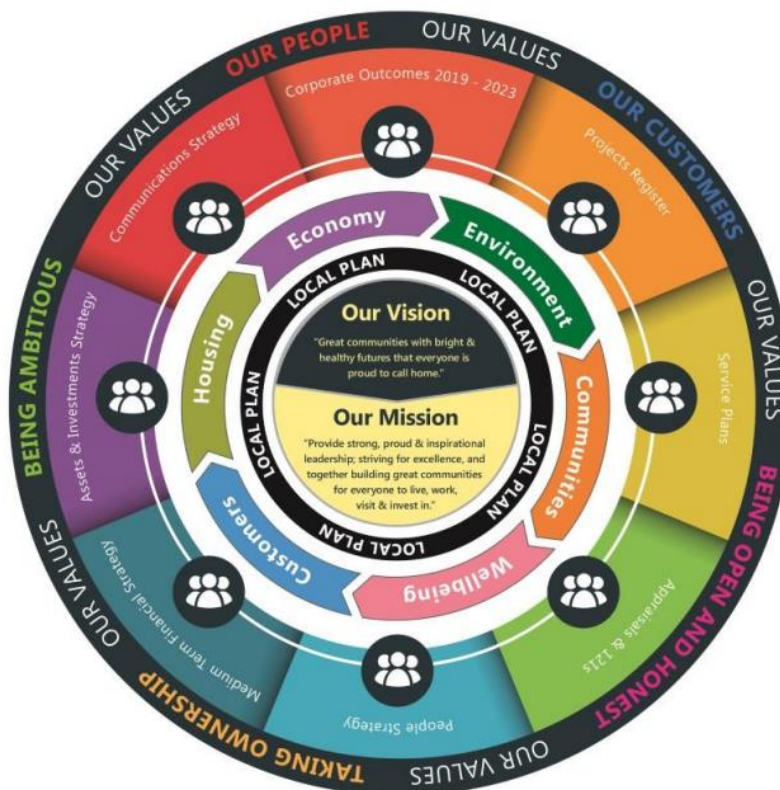 OUR PEOPLE
OUR VALUES
OUR CUSTOMERS
OUR VALUES
BEING OPEN AND HONEST
OUR VALUES
TAKING OWNERSHIP
OUR VALUES
BEING AMBITIOUS
OUR VALUES
Corporate Outcomes 2019 - 2023
Projects Register
Service Plans
Appraisals & 121s
People Strategy
Medium Term Financial Strategy
Assets & Investments Strategy
Communications Strategy
Economy
Environment
Communities
Wellbeing
Customers
Housing
LOCAL PLAN
LOCAL PLAN
LOCAL PLAN
LOCAL PLAN
LOCAL PLAN
Our Vision
"Great communities with bright &
healthy futures that everyone is
proud to call home."
Our Mission
"Provide strong, proud & inspirational
leadership; striving for excellence, and
together building great communities
for everyone to live, work,
visit & invest in."